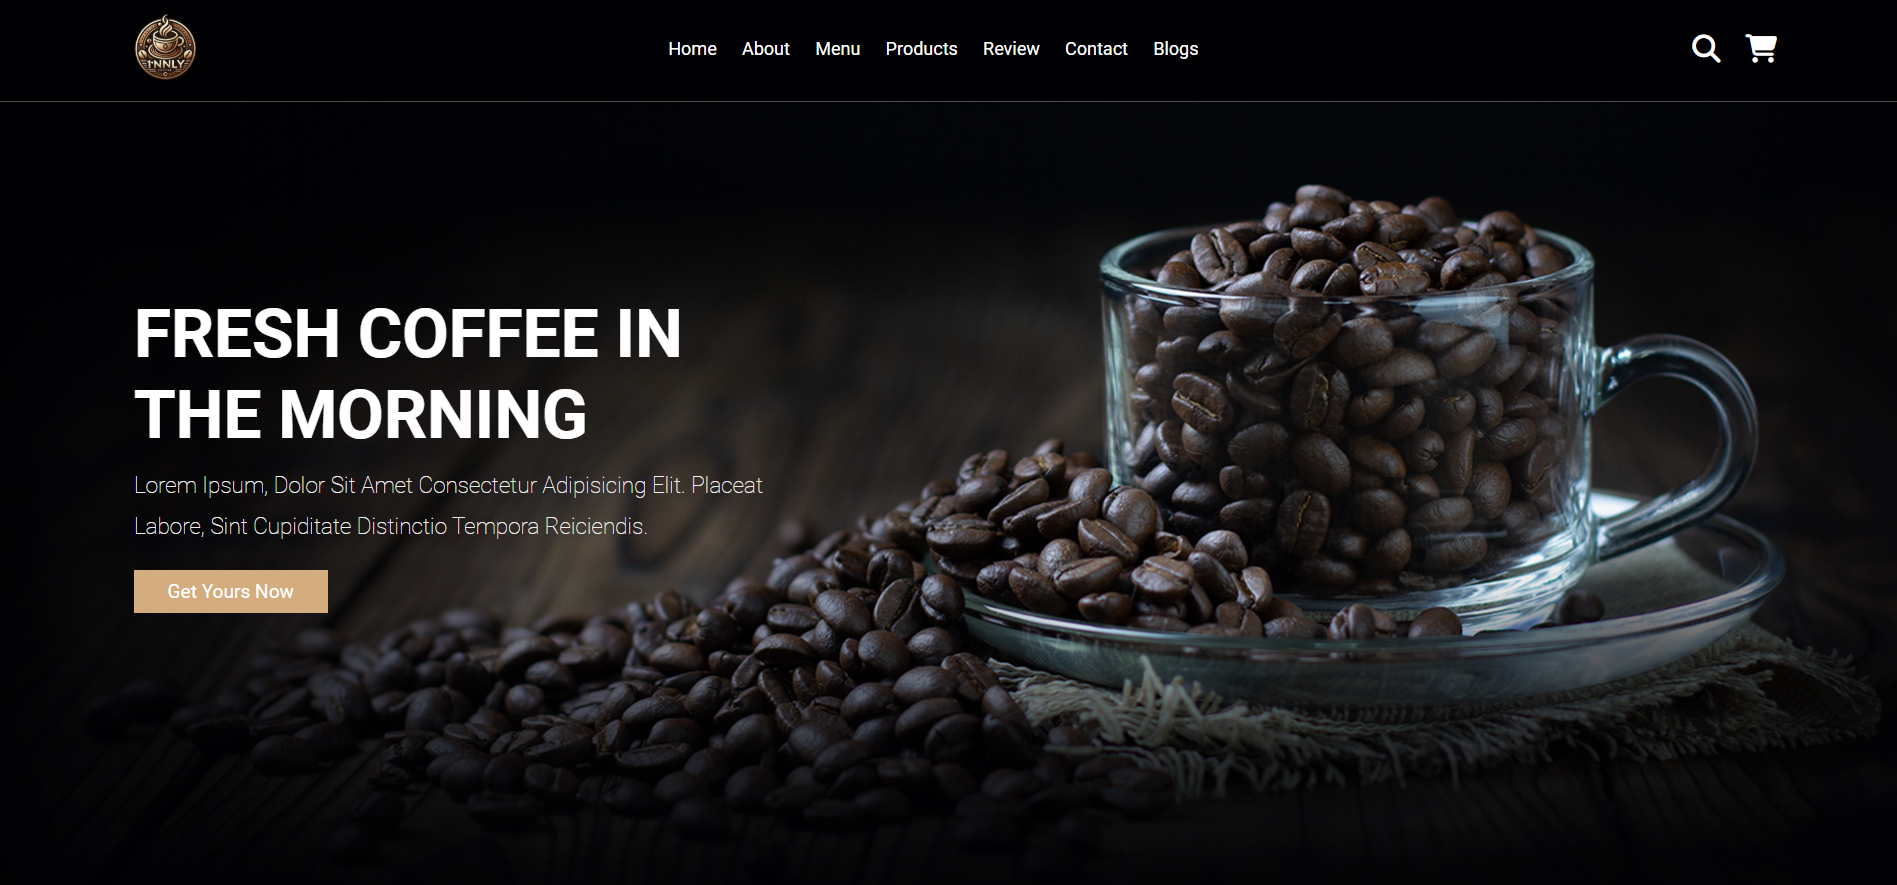 Home About Menu Products Review Contact Blogs
FRESH COFFEE IN
THE MORNING
Lorem Ipsum, Dolor Sit Amet Consectetur Adipisicing Elit. Placeat
Labore, Sint Cupiditate Distinctio Tempora Reiciendis.
Get Yours Now